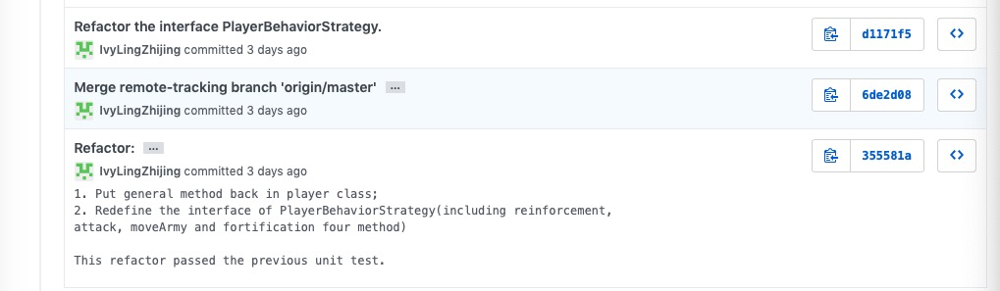 Refactor the interface PlayerBehaviorStrategy.
IvyLingZhijing committed 3 days ago
d1171f5
Merge remote-tracking branch 'origin/master' …
IvyLingZhijing committed 3 days ago
6de2d08
Refactor: …
IvyLingZhijing committed 3 days ago
355581a
1. Put general method back in player class;
2. Redefine the interface of PlayerBehaviorStrategy(including reinforcement,
attack, moveArmy and fortification four method)
This refactor passed the previous unit test.